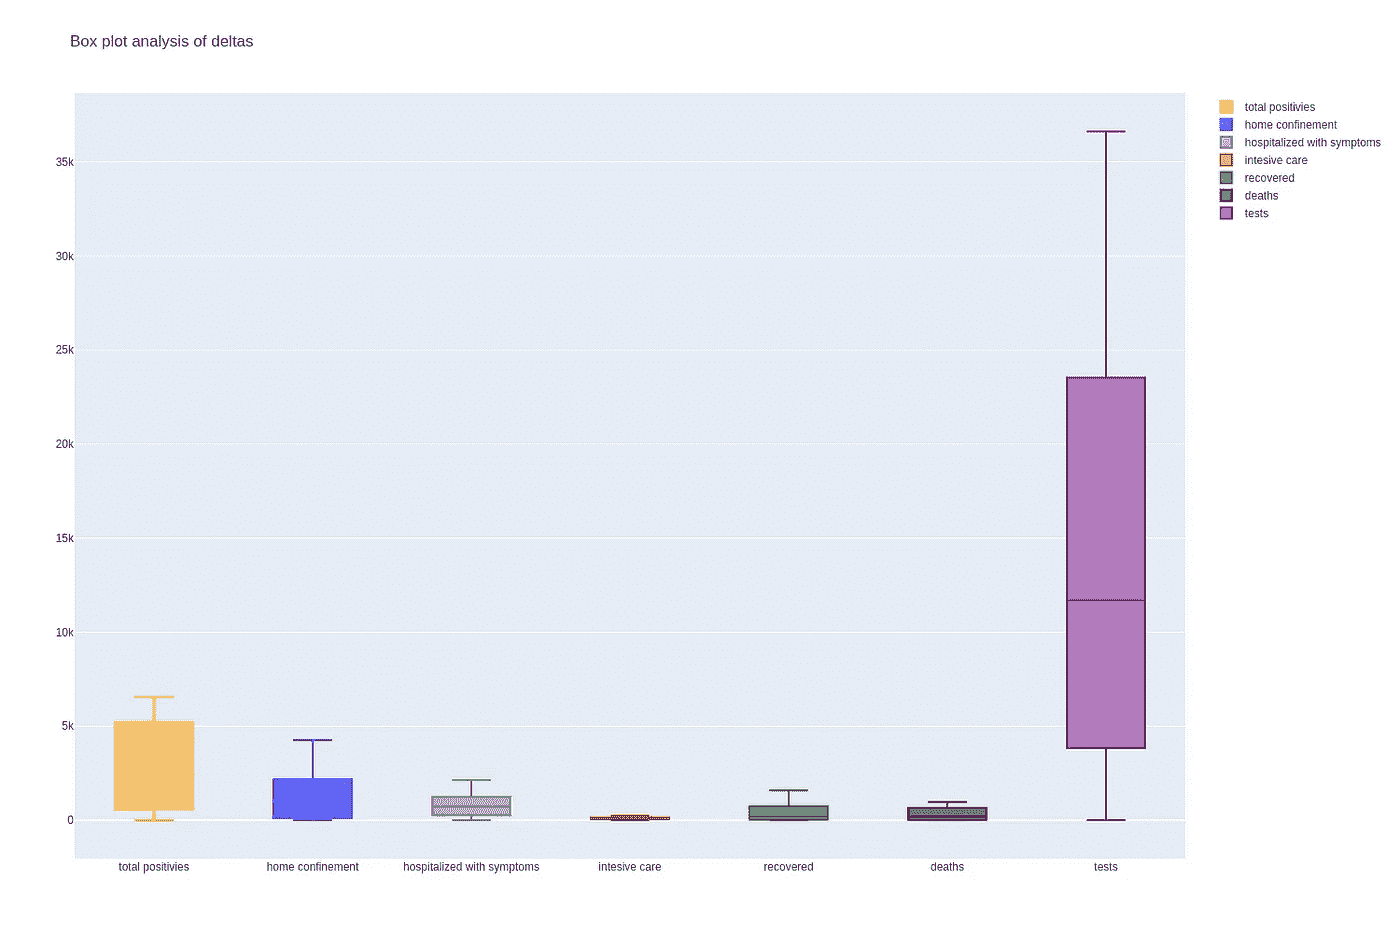 Box plot analysis of deltas
35k
30k
25k
20k
15k
10k
5k
0
total positivies
home confinement
hospitalized with symptoms
intesive care
recovered
deaths
tests
total positivies
home confinement
hospitalized with symptoms
intesive care
recovered
deaths
tests